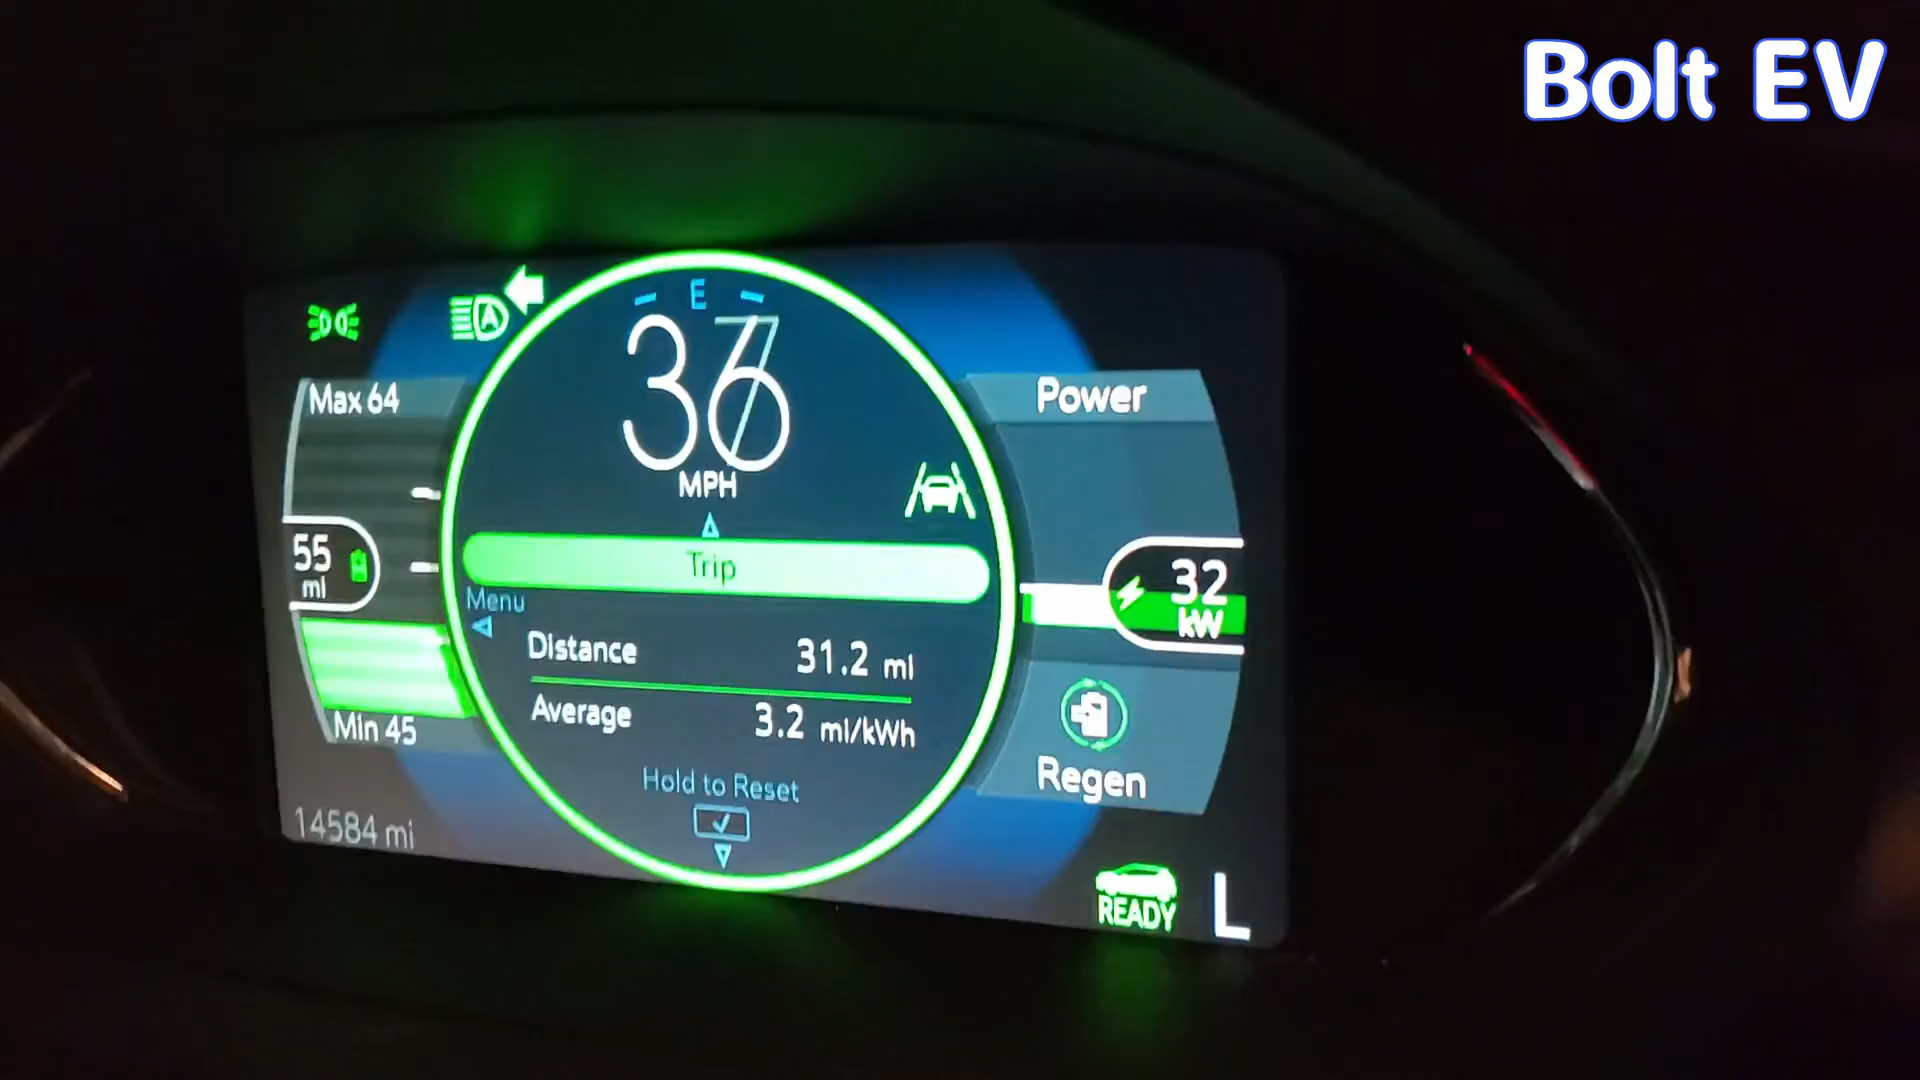 Bolt EV
E
MPH
Max 64
Power
55
mi
Trip
32
kW
Menu
Distance 31.2 mi
Average 3.2 mi/kWh
Min 45
Regen
Hold to Reset
14584 mi
READY
L